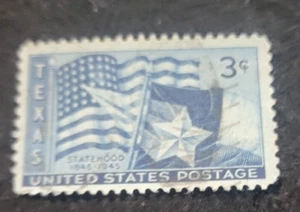 3¢
TEXAS
STATEHOOD
1845-1945
UNITED STATES POSTAGE